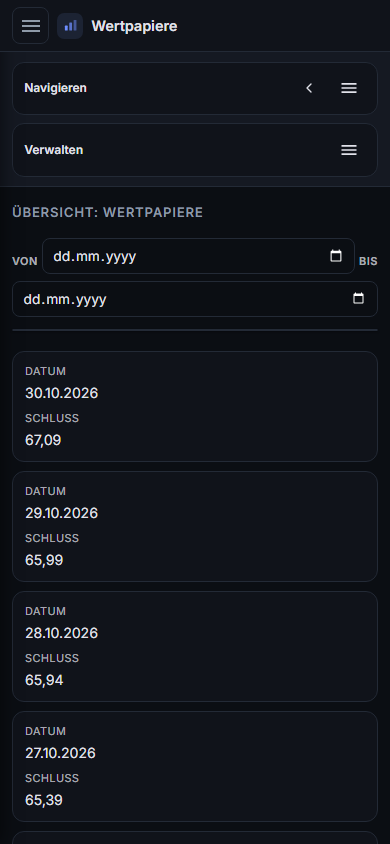 Wertpapiere
Navigieren
Verwalten
ÜBERSICHT: WERTPAPIERE
VON dd.mm.yyyy BIS
dd.mm.yyyy
DATUM
30.10.2026
SCHLUSS
67,09
DATUM
29.10.2026
SCHLUSS
65,99
DATUM
28.10.2026
SCHLUSS
65,94
DATUM
27.10.2026
SCHLUSS
65,39